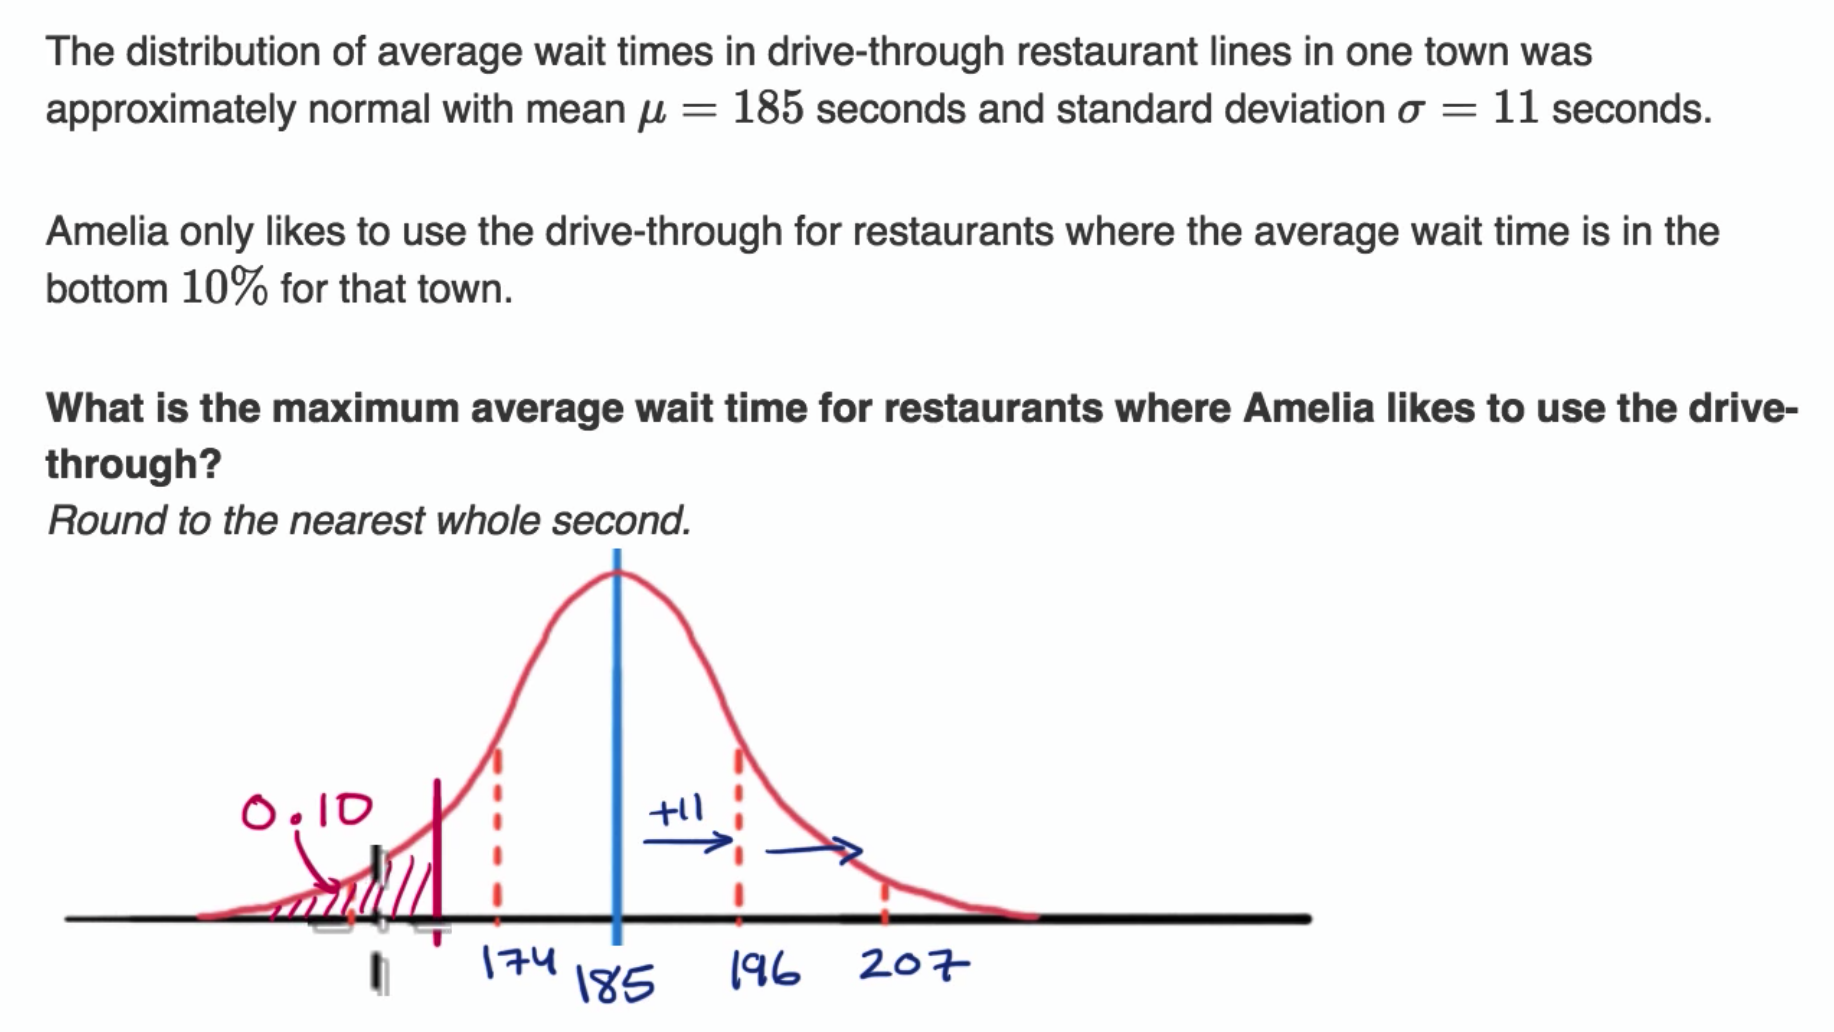 The distribution of average wait times in drive-through restaurant lines in one town was
approximately normal with mean μ = 185 seconds and standard deviation σ = 11 seconds.
Amelia only likes to use the drive-through for restaurants where the average wait time is in the
bottom 10% for that town.
What is the maximum average wait time for restaurants where Amelia likes to use the drive-
through?
Round to the nearest whole second.
0.10
+11
174
185
196
207